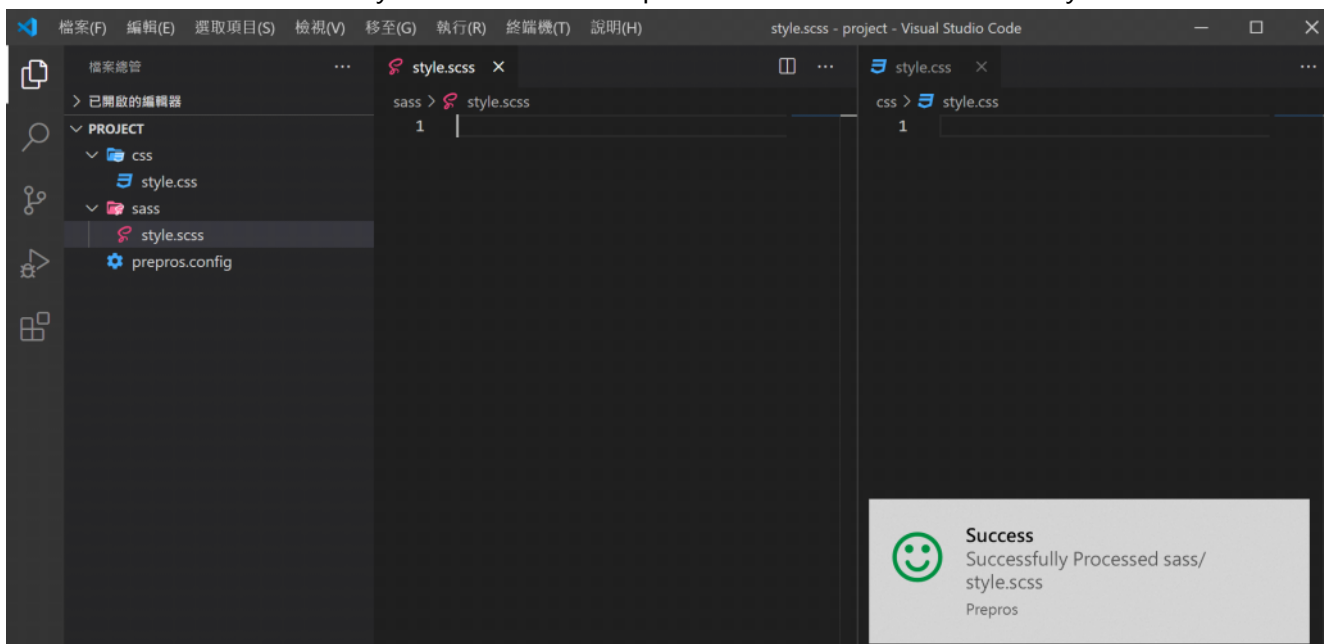 檔案(F) 編輯(E) 選取項目(S) 檢視(V) 移至(G) 執行(R) 終端機(T) 說明(H) style.scss - project - Visual Studio Code
檔案總管
已開啟的編輯器
PROJECT
css
style.css
sass
style.scss
prepros.config
style.scss
sass > style.scss
1
style.css
css > style.css
1
Success
Successfully Processed sass/
style.scss
Prepros